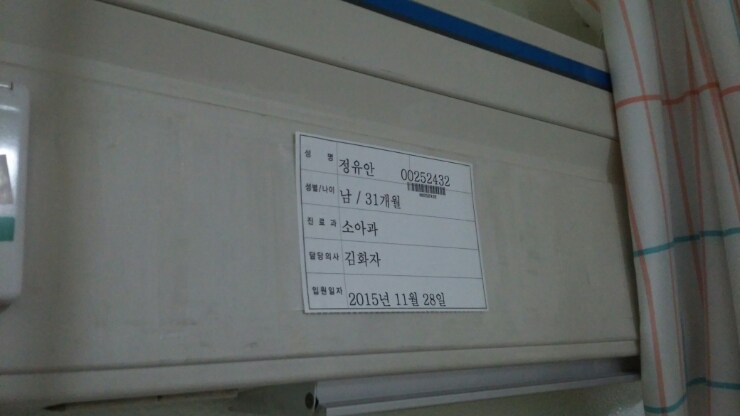 성 명 정유안 00252432
00252432
성별/나이 남 / 31개월
진 료 과 소아과
담당의사 김화자
입원일자 2015년 11월 28일